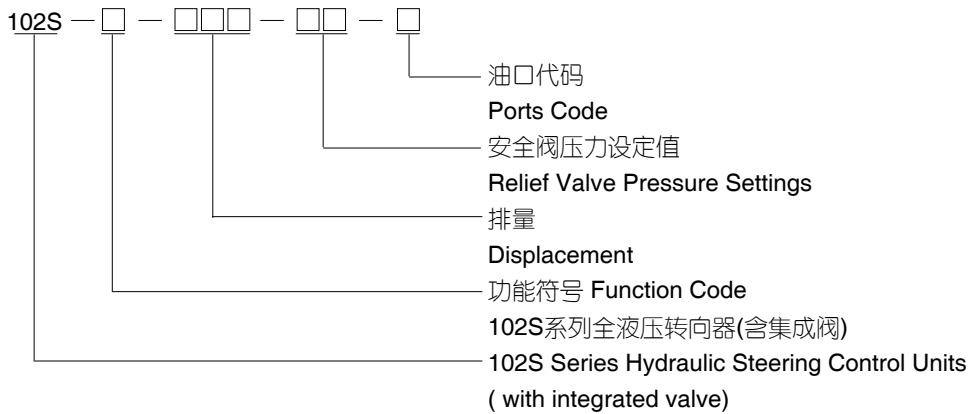 102S — □ — □□□ — □□ — □
油口代码
Ports Code
安全阀压力设定值
Relief Valve Pressure Settings
排量
Displacement
功能符号 Function Code
102S系列全液压转向器(含集成阀)
102S Series Hydraulic Steering Control Units
( with integrated valve)